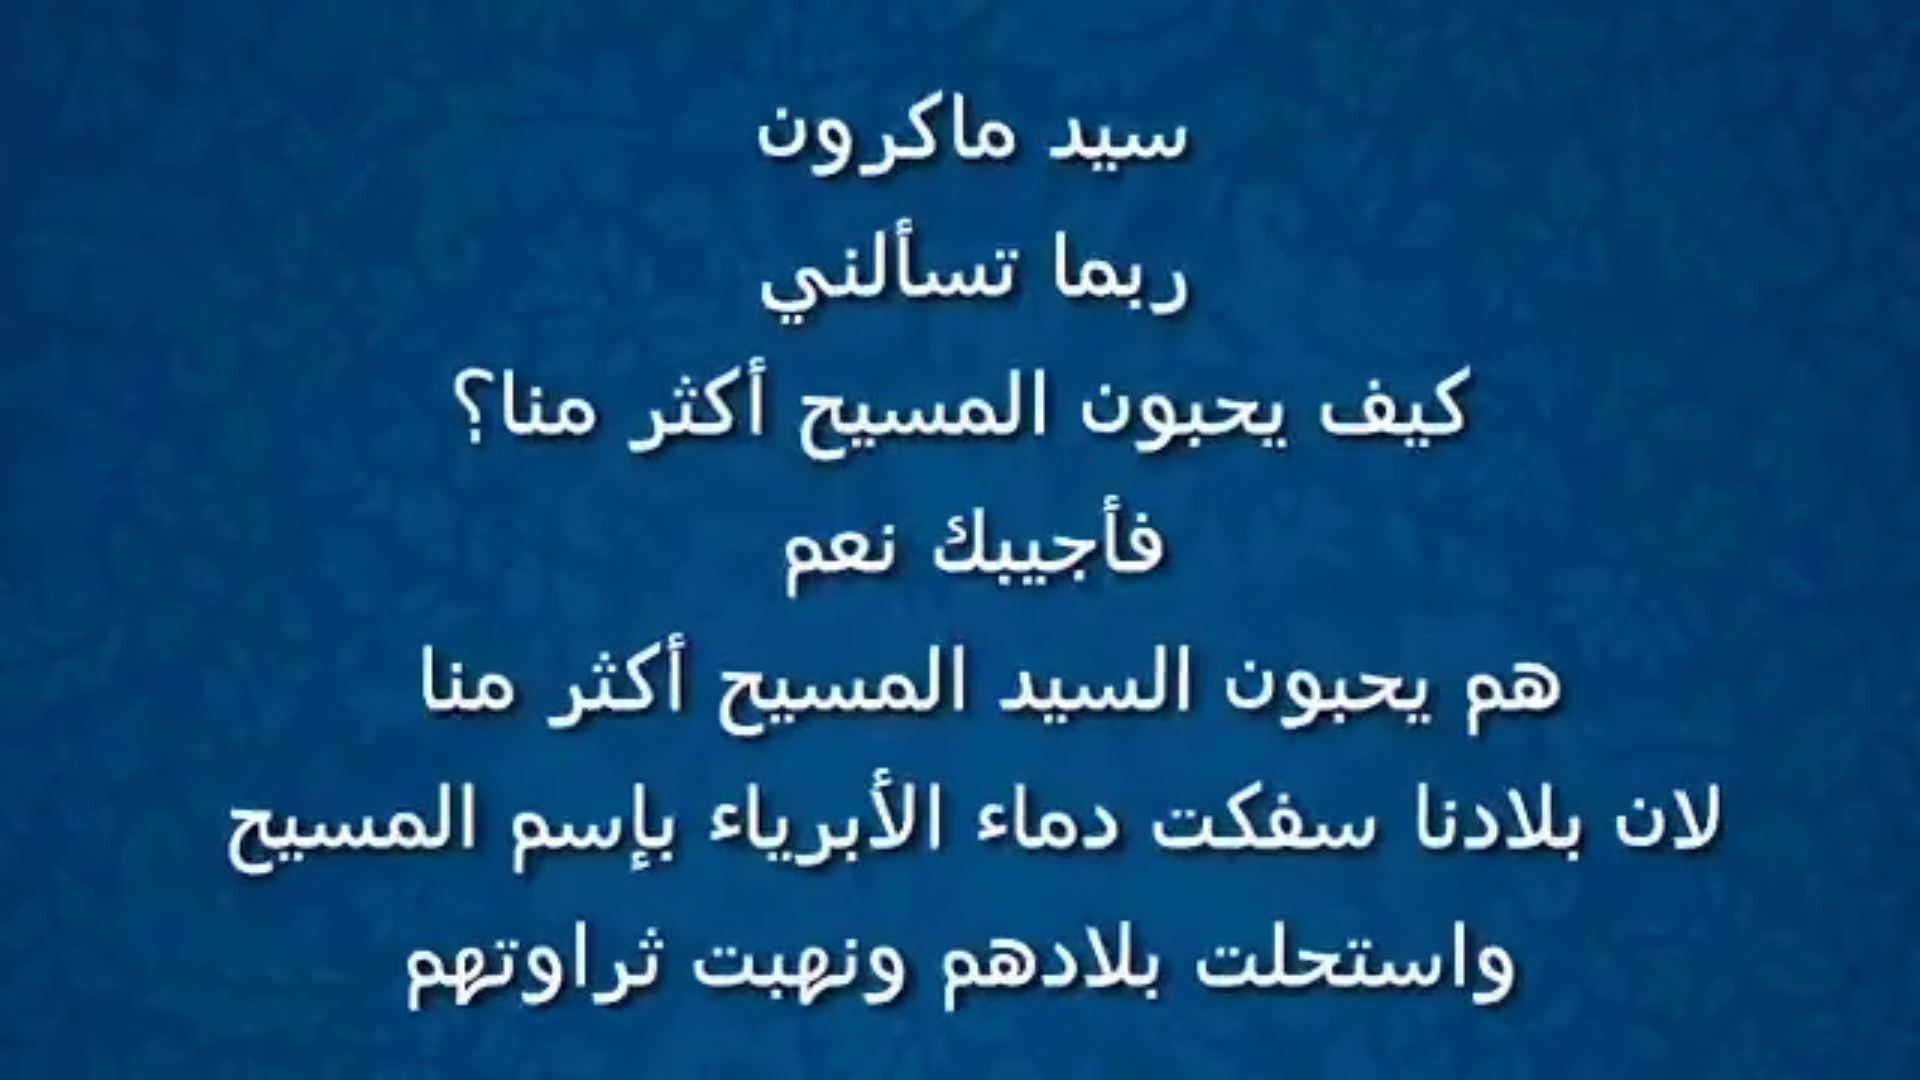 سيد ماكرون
ربما تسألني
كيف يحبون المسيح أكثر منا؟
فأجيبك نعم
هم يحبون السيد المسيح أكثر منا
لان بلادنا سفكت دماء الأبرياء بإسم المسيح
واستحلت بلادهم ونهبت ثراوتهم